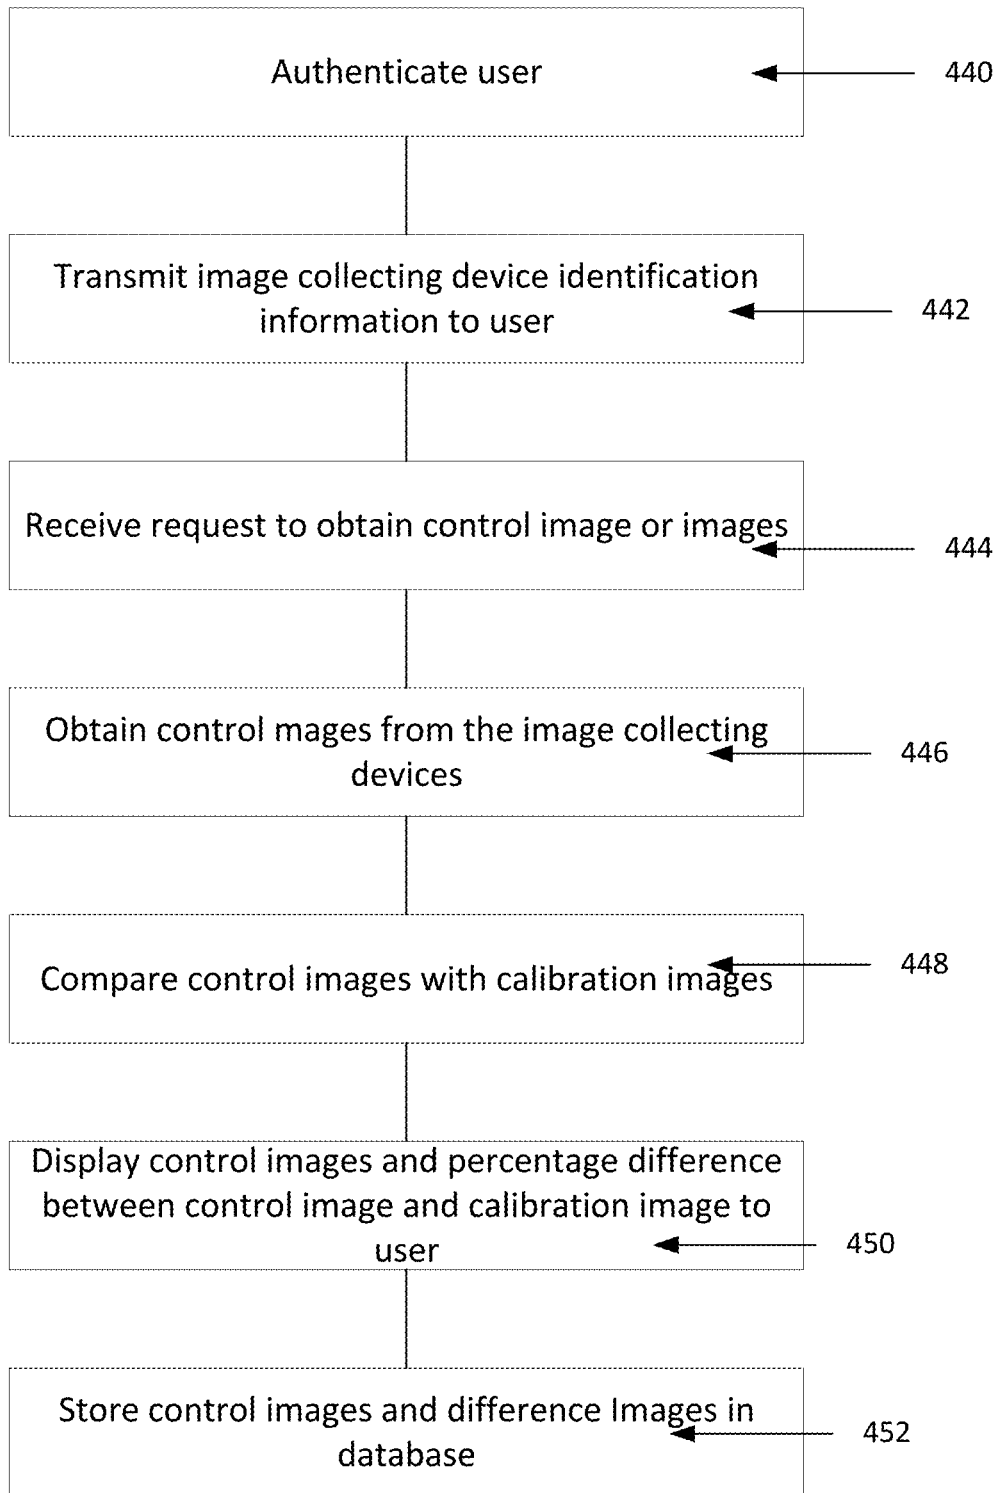 Authenticate user
440
Transmit image collecting device identification
information to user
442
Receive request to obtain control image or images
444
Obtain control mages from the image collecting
devices
446
Compare control images with calibration images
448
Display control images and percentage difference
between control image and calibration image to
user
450
Store control images and difference Images in
database
452